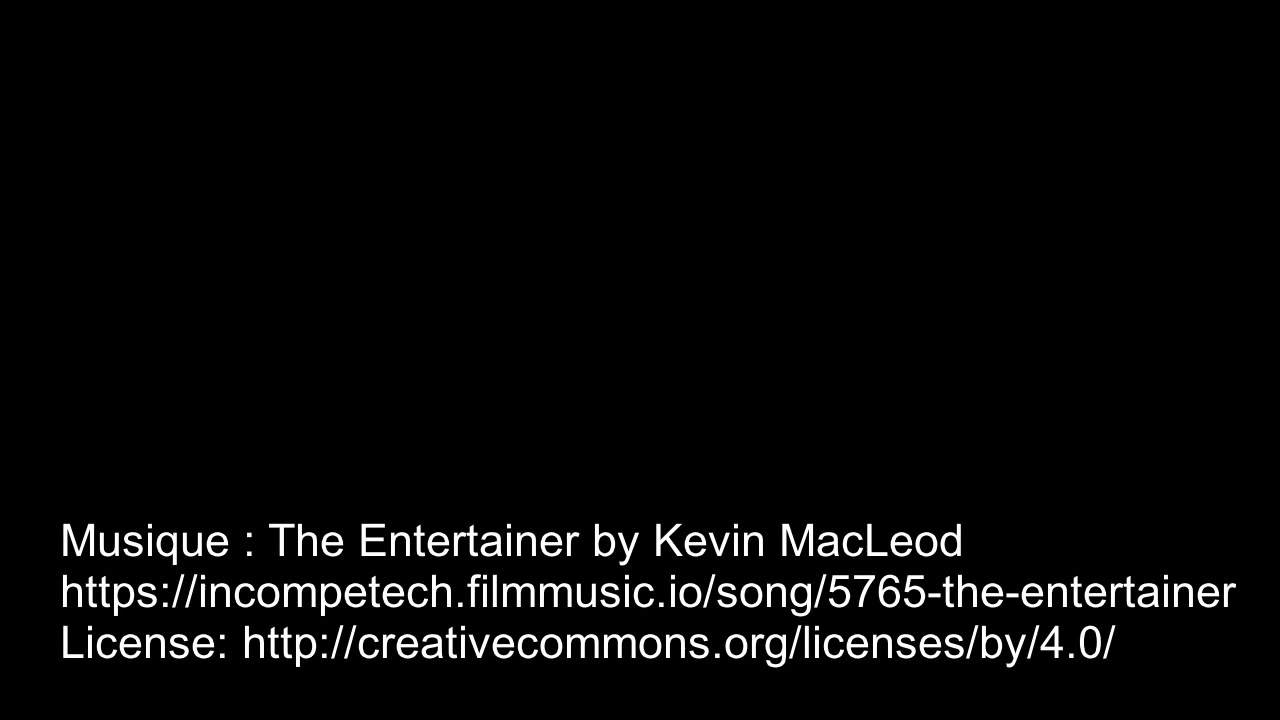 Musique : The Entertainer by Kevin MacLeod
https://incompetech.filmmusic.io/song/5765-the-entertainer
License: http://creativecommons.org/licenses/by/4.0/